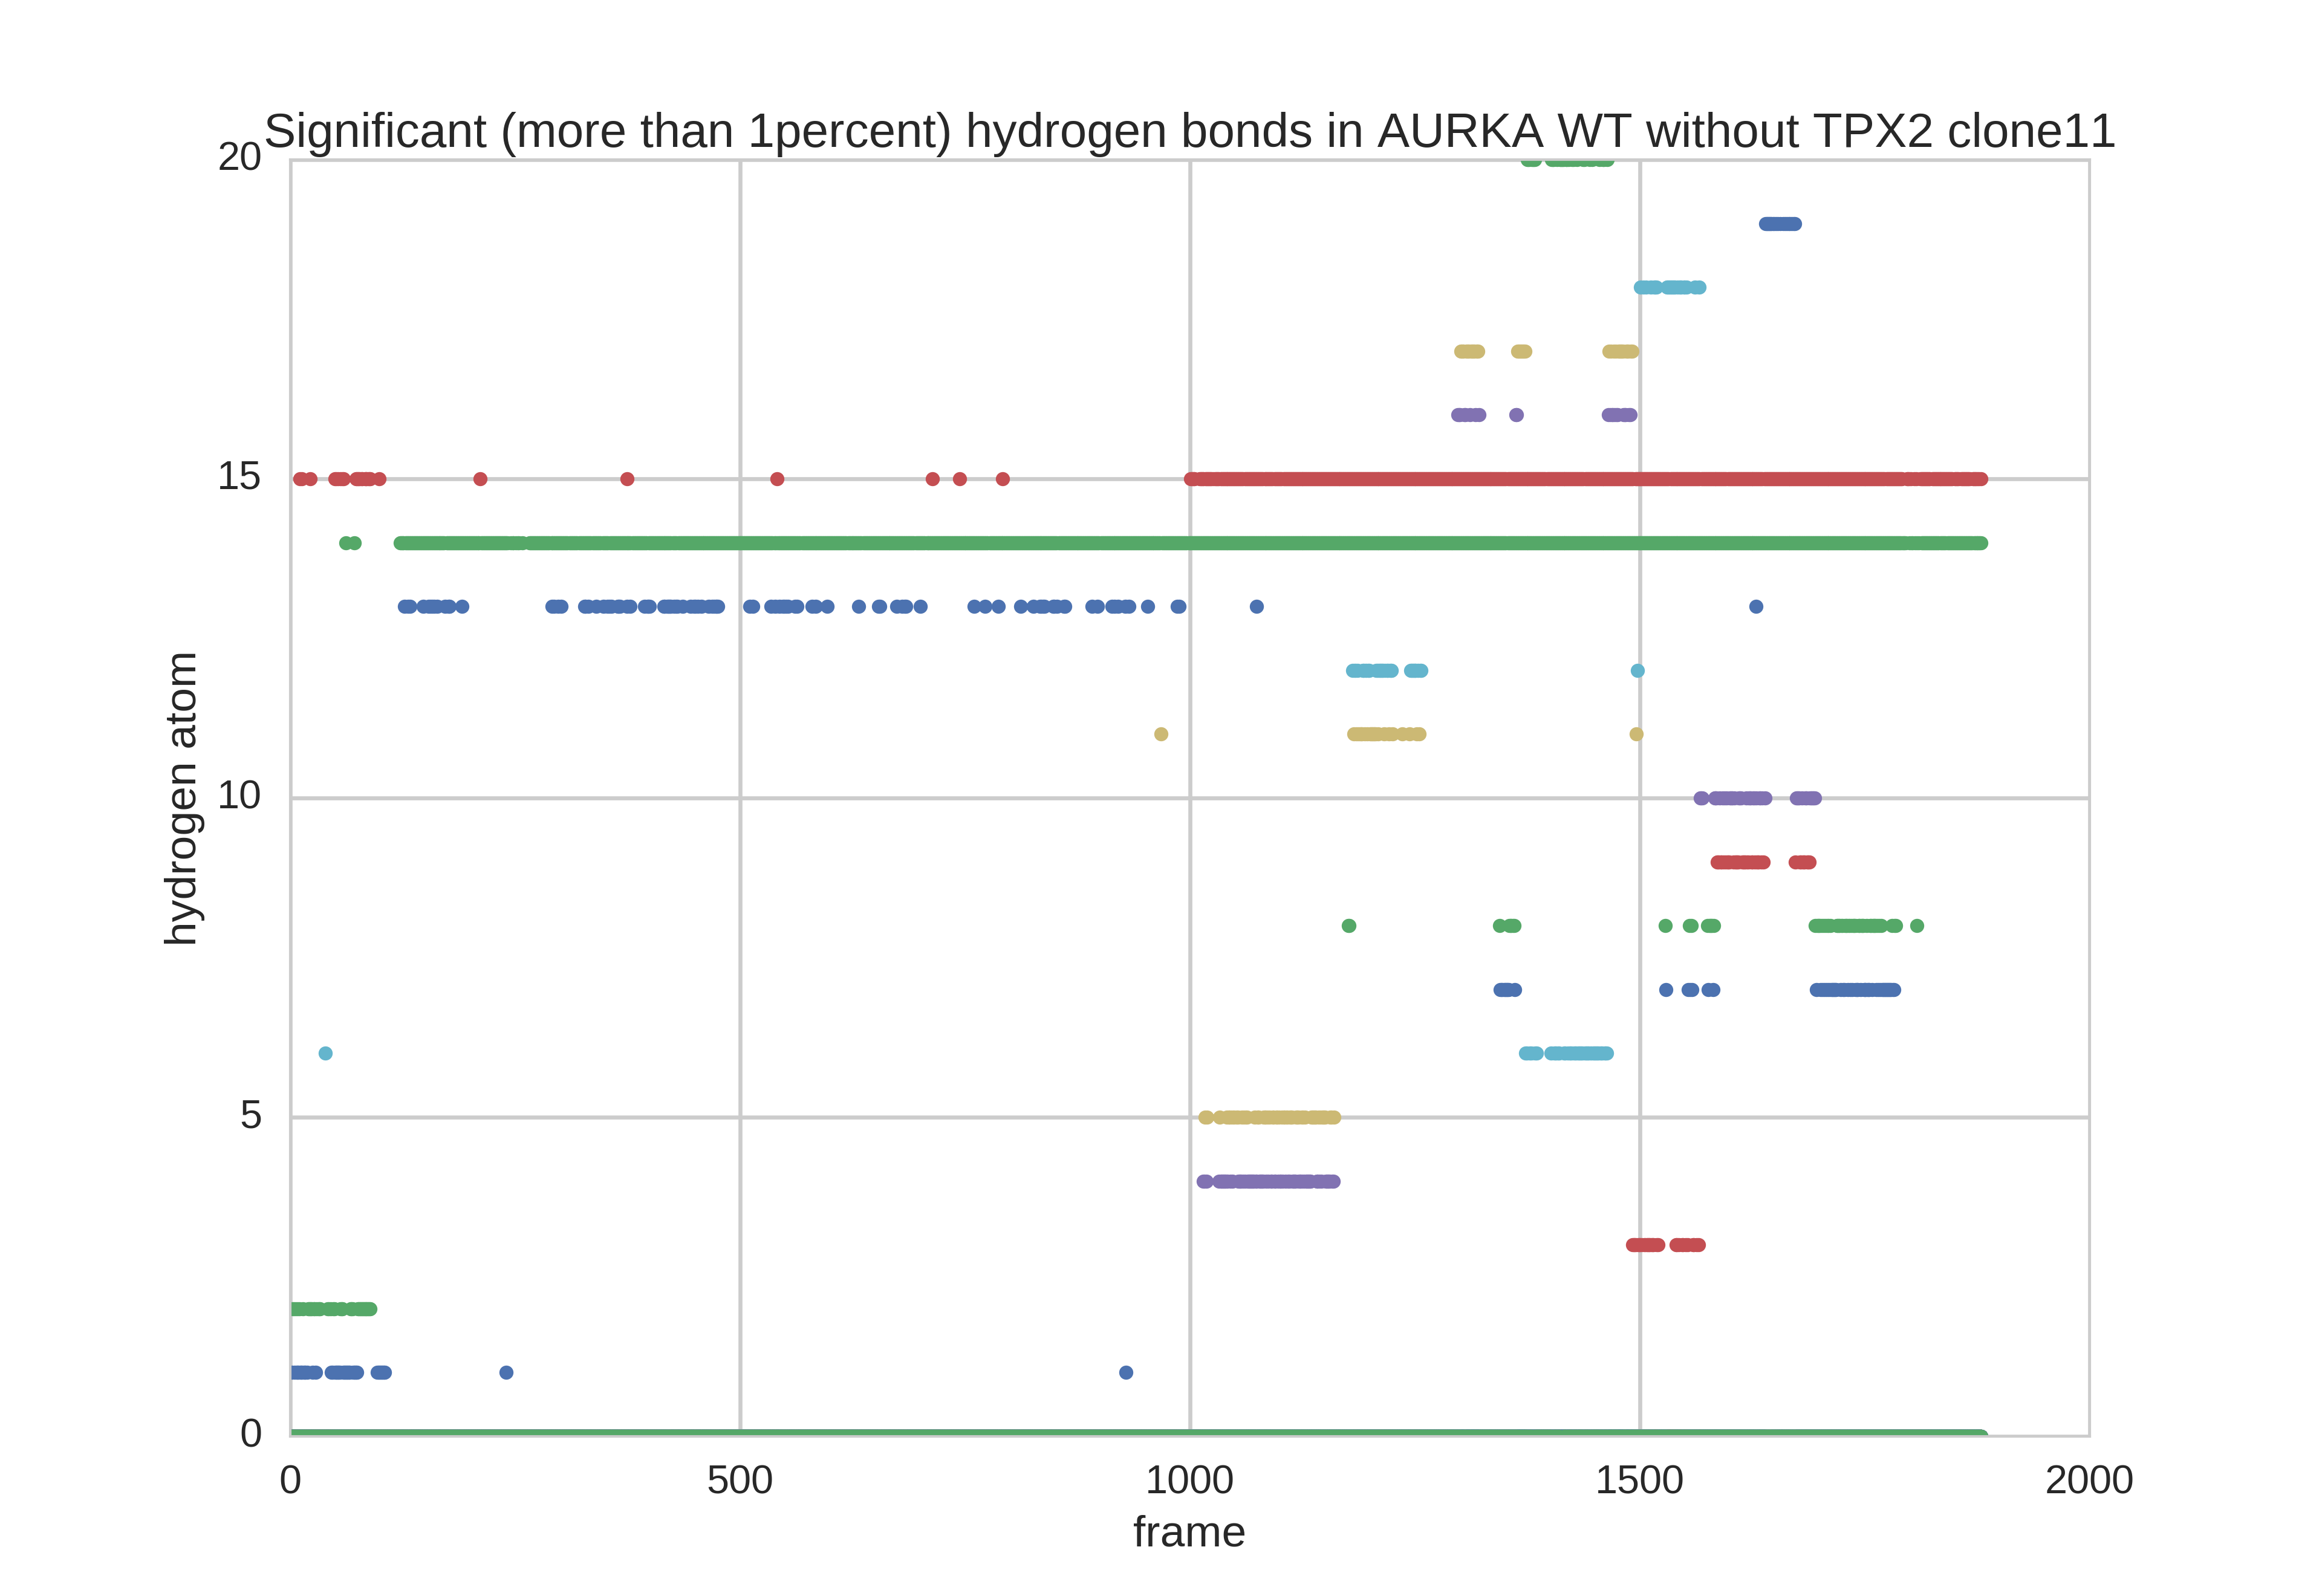 Significant (more than 1percent) hydrogen bonds in AURKA WT without TPX2 clone11
20
15
10
5
0
hydrogen atom
0 500 1000 1500 2000
frame